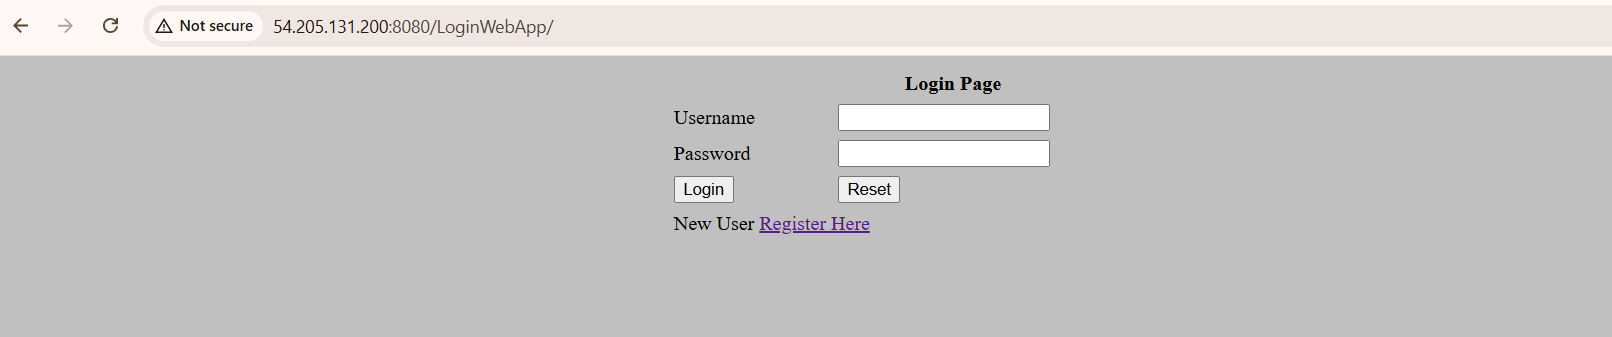 Not secure 54.205.131.200:8080/LoginWebApp/
Login Page
Username
Password
Login Reset
New User Register Here